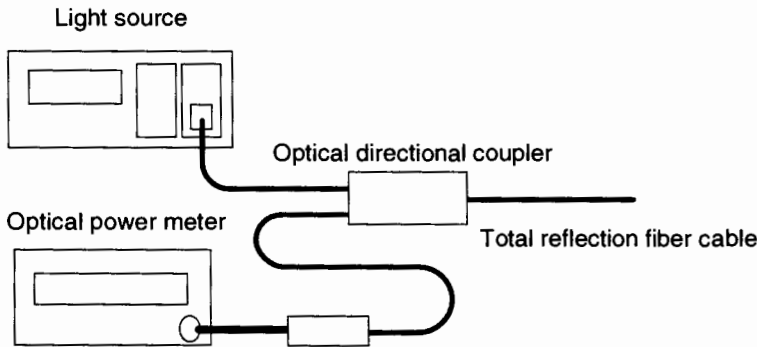 Light source
Optical directional coupler
Optical power meter
Total reflection fiber cable